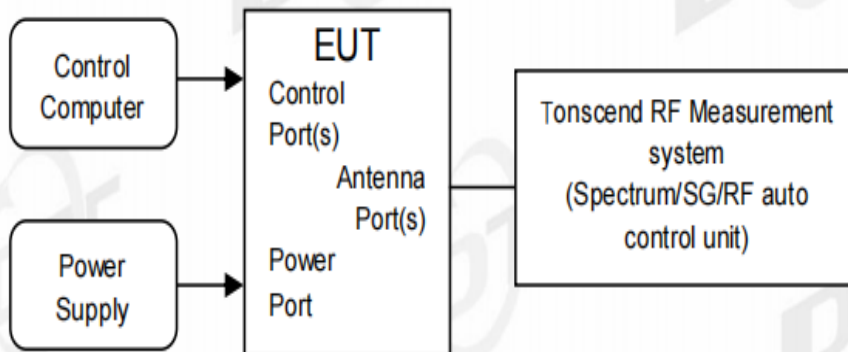 Control
Computer
Power
Supply
EUT
Control
Port(s)
Antenna
Port(s)
Power
Port
Tonscend RF Measurement
system
(Spectrum/SG/RF auto
control unit)